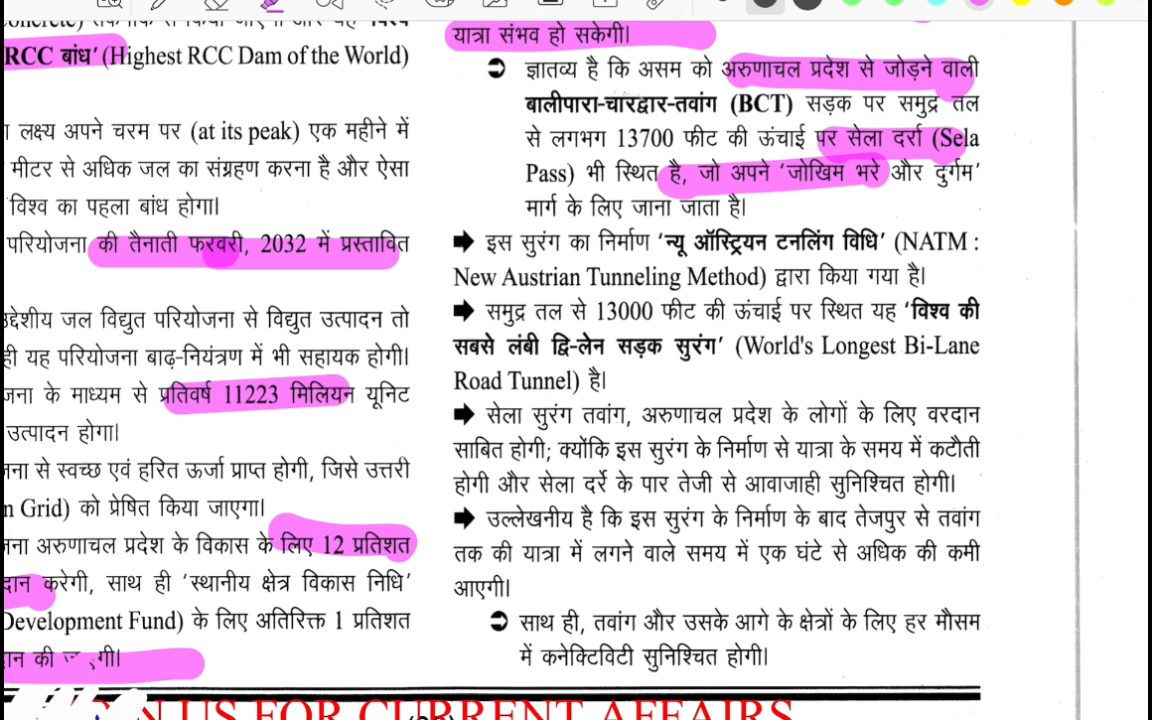 RCC बांध' (Highest RCC Dam of the World)
लक्ष्य अपने चरम पर (at its peak) एक महीने में
मीटर से अधिक जल का संग्रहण करना है और ऐसा
विश्व का पहला बांध होगा।
परियोजना की तैनाती फरवरी, 2032 में प्रस्तावित
द्देशीय जल विद्युत परियोजना से विद्युत उत्पादन तो
ही यह परियोजना बाढ़-नियंत्रण में भी सहायक होगी।
जना के माध्यम से प्रतिवर्ष 11223 मिलियन यूनिट
उत्पादन होगा।
जना से स्वच्छ एवं हरित ऊर्जा प्राप्त होगी, जिसे उत्तरी
n Grid) को प्रेषित किया जाएगा।
जना अरुणाचल प्रदेश के विकास के लिए 12 प्रतिशत
दान करेगी, साथ ही 'स्थानीय क्षेत्र विकास निधि'
Development Fund) के लिए अतिरिक्त 1 प्रतिशत
की
यात्रा संभव हो सकेगी।
➲ ज्ञातव्य है कि असम को अरुणाचल प्रदेश से जोड़ने वाली
बालीपारा-चारद्वार-तवांग (BCT) सड़क पर समुद्र तल
से लगभग 13700 फीट की ऊंचाई पर सेला दर्रा (Sela
Pass) भी स्थित है, जो अपने 'जोखिम भरे और दुर्गम'
मार्ग के लिए जाना जाता है।
➡ इस सुरंग का निर्माण 'न्यू ऑस्ट्रियन टनलिंग विधि' (NATM :
New Austrian Tunneling Method) द्वारा किया गया है।
➡ समुद्र तल से 13000 फीट की ऊंचाई पर स्थित यह 'विश्व की
सबसे लंबी द्वि-लेन सड़क सुरंग' (World's Longest Bi-Lane
Road Tunnel) है।
➡ सेला सुरंग तवांग, अरुणाचल प्रदेश के लोगों के लिए वरदान
साबित होगी; क्योंकि इस सुरंग के निर्माण से यात्रा के समय में कटौती
होगी और सेला दर्रे के पार तेजी से आवाजाही सुनिश्चित होगी।
➡ उल्लेखनीय है कि इस सुरंग के निर्माण के बाद तेजपुर से तवांग
तक की यात्रा में लगने वाले समय में एक घंटे से अधिक की कमी
आएगी।
➲ साथ ही, तवांग और उसके आगे के क्षेत्रों के लिए हर मौसम
में कनेक्टिविटी सुनिश्चित होगी।
US FOR CURRENT AFFAIRS